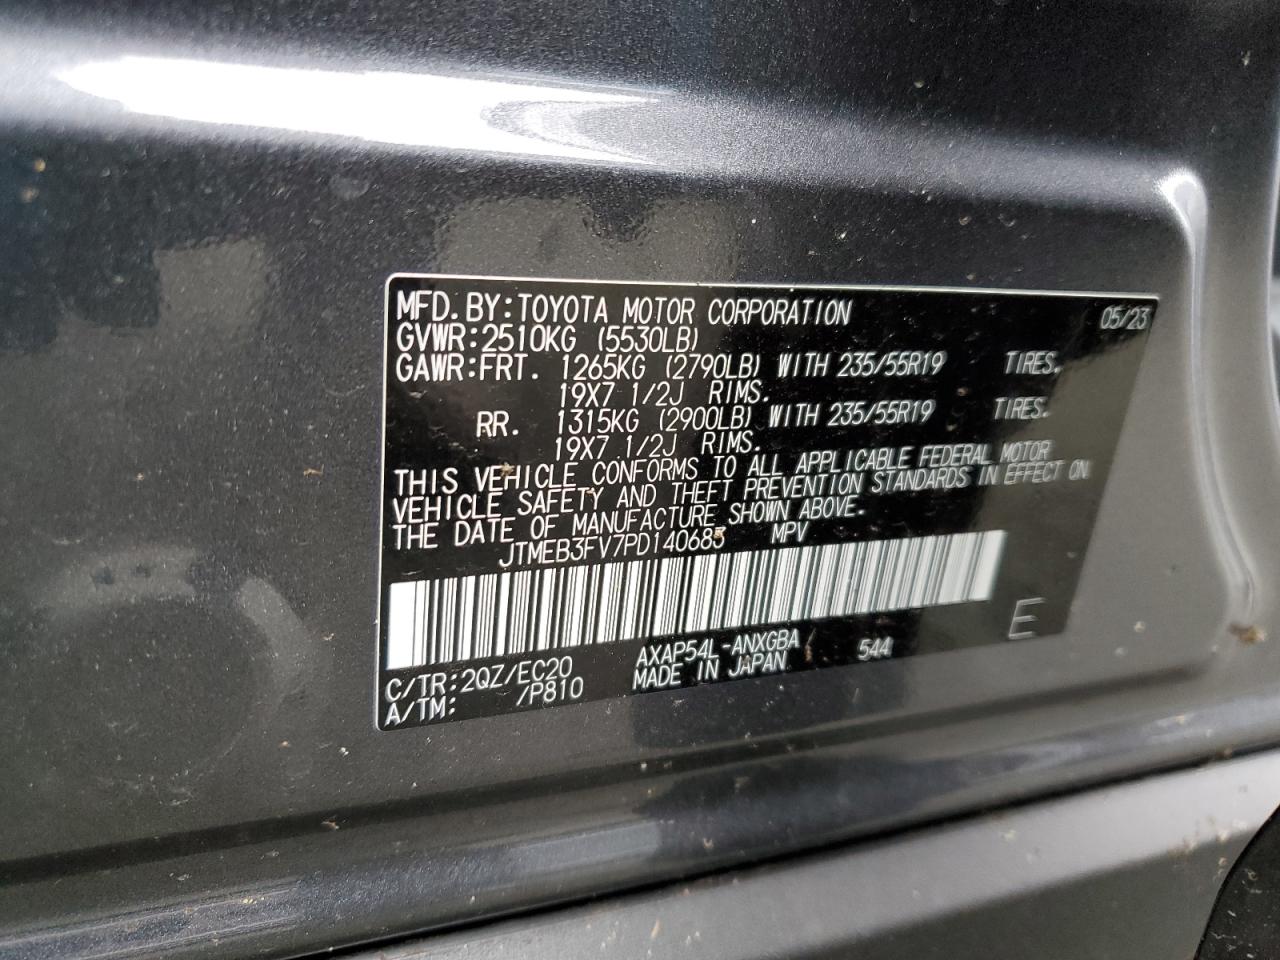 MFD.BY:TOYOTA MOTOR CORPORATION 05/23
GVWR:2510KG (5530LB)
GAWR:FRT. 1265KG (2790LB) WITH 235/55R19 TIRES.
19X7 1/2J RIMS.
RR. 1315KG (2900LB) WITH 235/55R19 TIRES.
19X7 1/2J RIMS.
THIS VEHICLE CONFORMS TO ALL APPLICABLE FEDERAL MOTOR
VEHICLE SAFETY AND THEFT PREVENTION STANDARDS IN EFFECT ON
THE DATE OF MANUFACTURE SHOWN ABOVE.
JTMEB3FV7PD140683 MPV
E
C/TR:2QZ/EC20 AXAP54L-ANXGBA 544
A/TM: /P810 MADE IN JAPAN